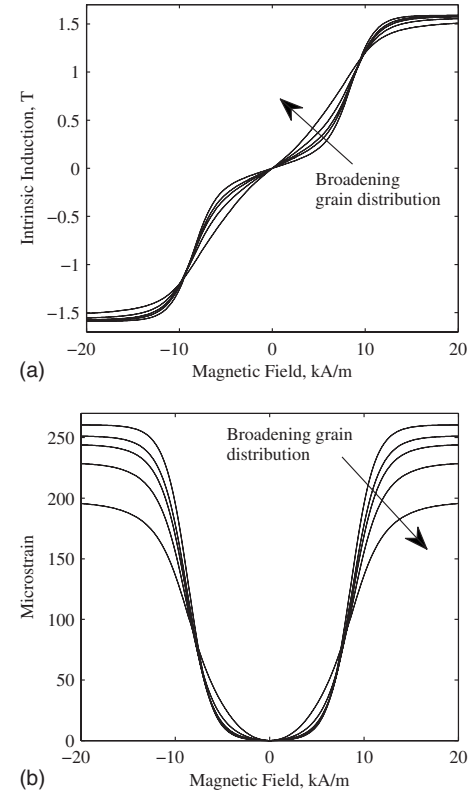 1.5
1
0.5
0
−0.5
−1
−1.5
Intrinsic Induction, T
Broadening
grain distribution
−20 −10 0 10 20
(a)
Magnetic Field, kA/m
250
200
150
100
50
0
Microstrain
Broadening grain
distribution
−20 −10 0 10 20
(b)
Magnetic Field, kA/m